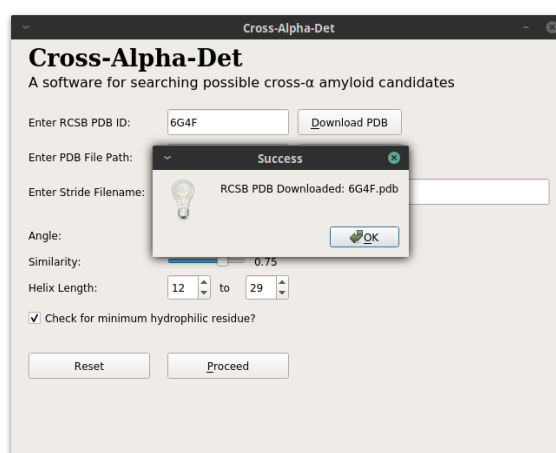 Cross-Alpha-Det
Cross-Alpha-Det
A software for searching possible cross-α amyloid candidates
Enter RCSB PDB ID: 6G4F Download PDB
Enter PDB File Path:
Success
Enter Stride Filename:
RCSB PDB Downloaded: 6G4F.pdb
OK
Angle:
Similarity: 0.75
Helix Length: 12 to 29
Check for minimum hydrophilic residue?
Reset Proceed